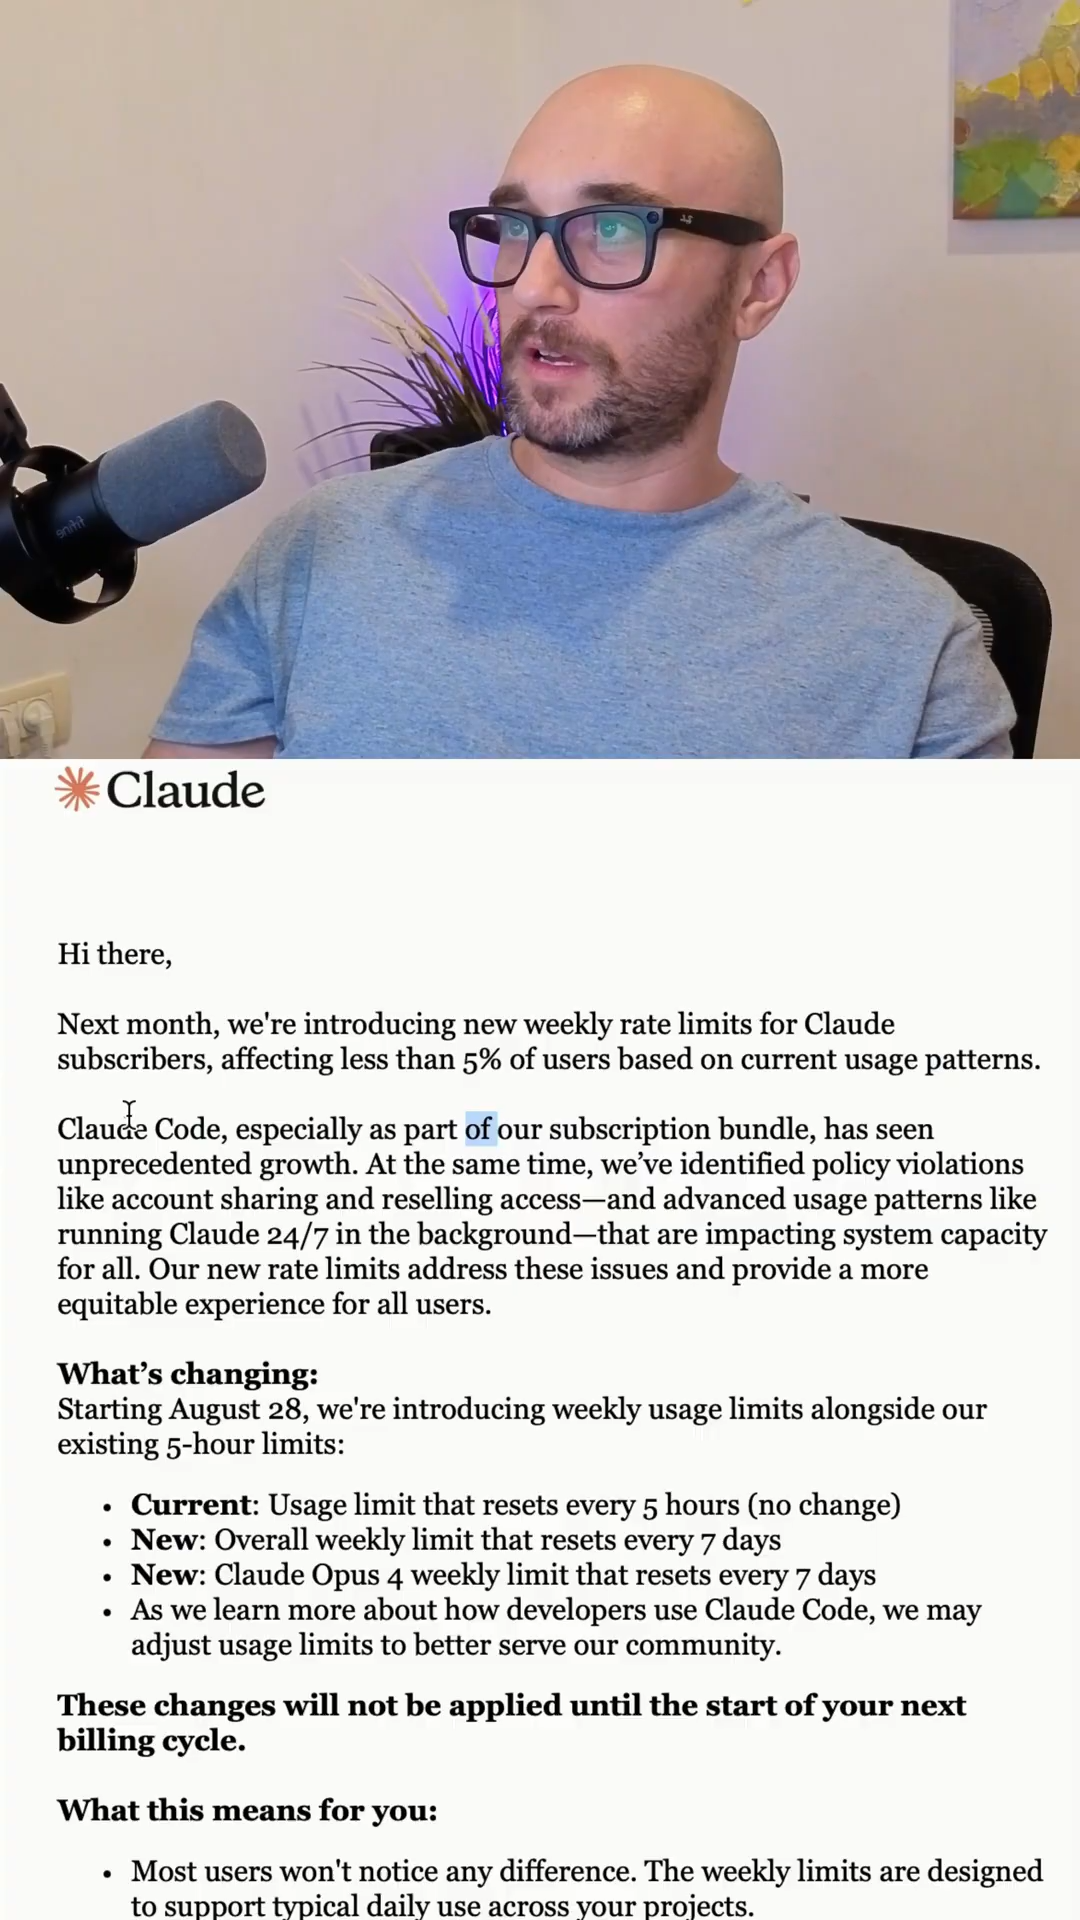 Claude
Hi there,
Next month, we're introducing new weekly rate limits for Claude
subscribers, affecting less than 5% of users based on current usage patterns.
Claude Code, especially as part of our subscription bundle, has seen
unprecedented growth. At the same time, we’ve identified policy violations
like account sharing and reselling access—and advanced usage patterns like
running Claude 24/7 in the background—that are impacting system capacity
for all. Our new rate limits address these issues and provide a more
equitable experience for all users.
What’s changing:
Starting August 28, we're introducing weekly usage limits alongside our
existing 5-hour limits:
• Current: Usage limit that resets every 5 hours (no change)
• New: Overall weekly limit that resets every 7 days
• New: Claude Opus 4 weekly limit that resets every 7 days
• As we learn more about how developers use Claude Code, we may
adjust usage limits to better serve our community.
These changes will not be applied until the start of your next
billing cycle.
What this means for you:
• Most users won't notice any difference. The weekly limits are designed
to support typical daily use across your projects.